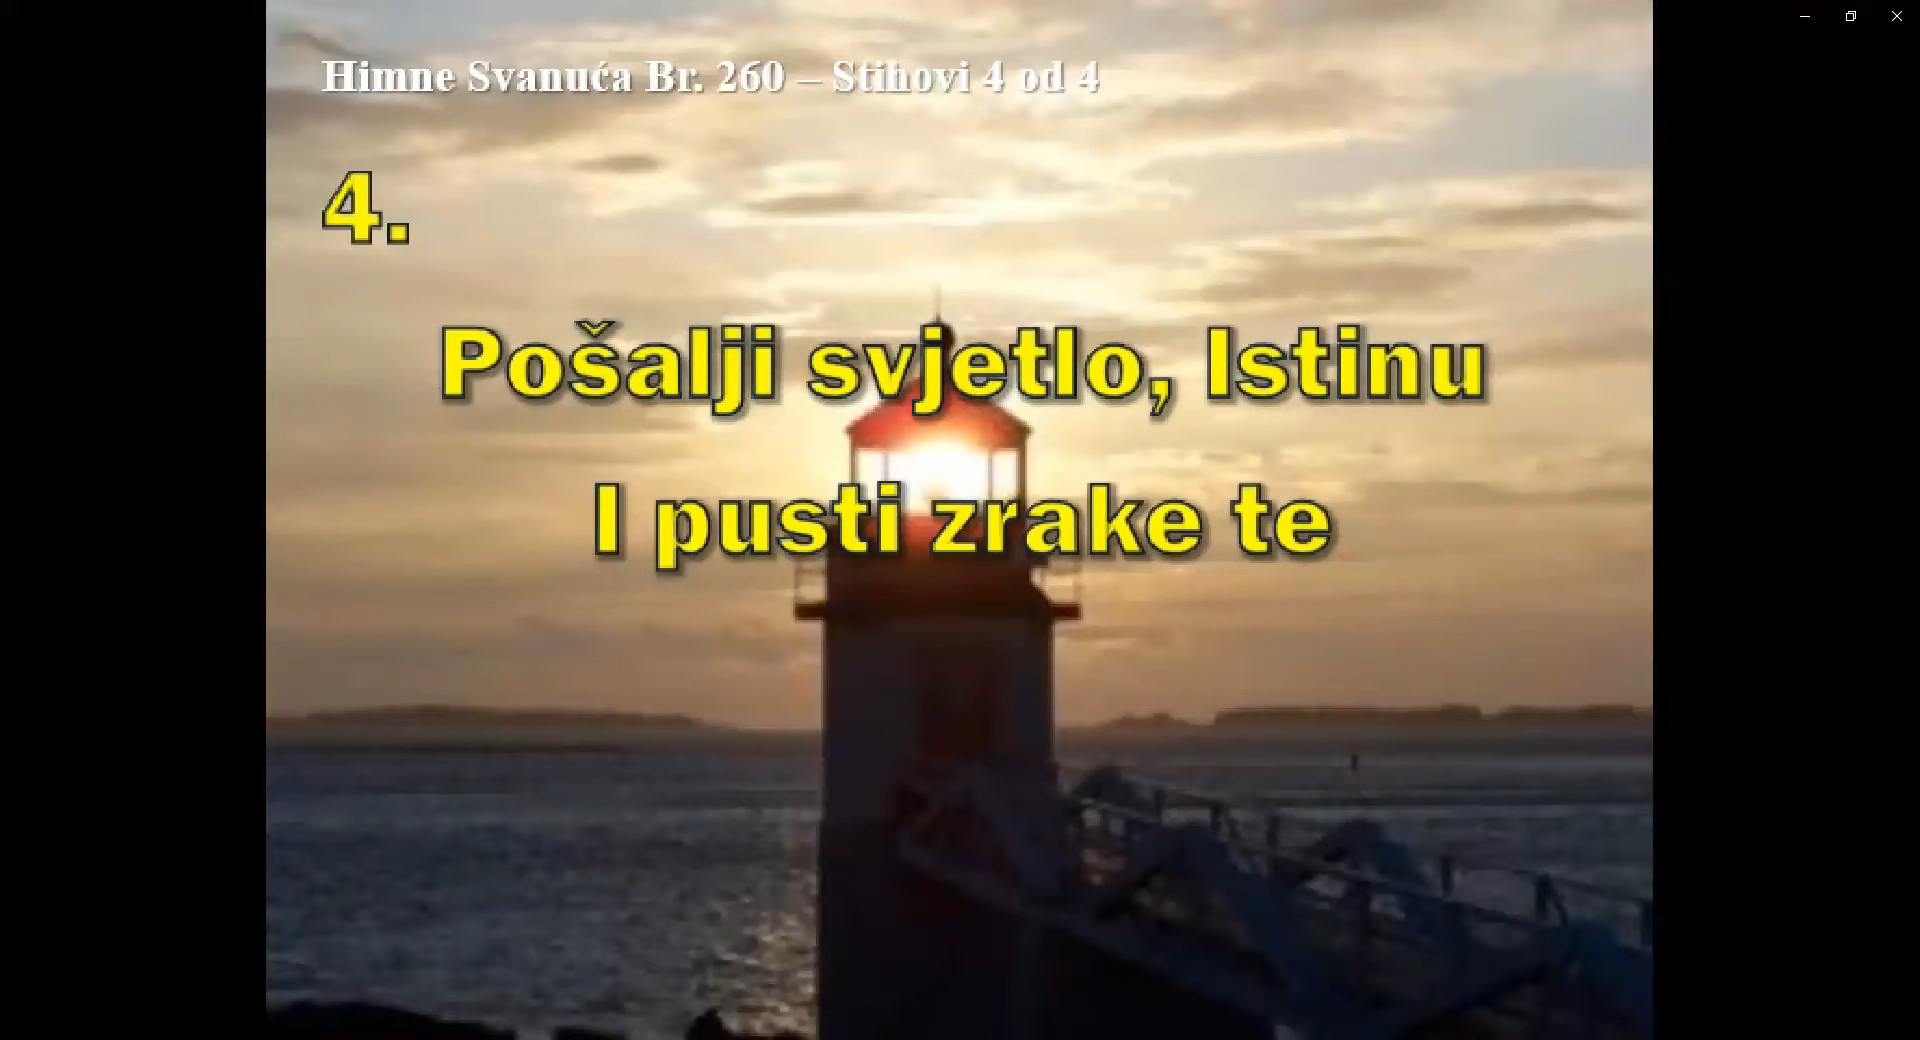 Himne Svanuća Br. 260 – Stihovi 4 od 4
4.
Pošalji svjetlo, Istinu
I pusti zrake te